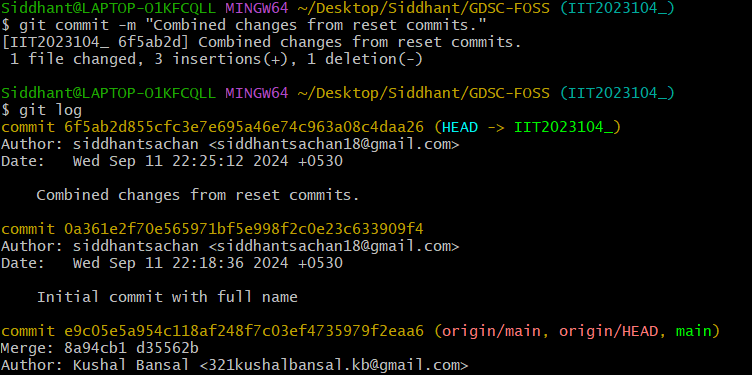 Siddhant@LAPTOP-O1KFCQLL MINGW64 ~/Desktop/Siddhant/GDSC-FOSS (IIT2023104_)
$ git commit -m "Combined changes from reset commits."
[IIT2023104_ 6f5ab2d] Combined changes from reset commits.
 1 file changed, 3 insertions(+), 1 deletion(-)
Siddhant@LAPTOP-O1KFCQLL MINGW64 ~/Desktop/Siddhant/GDSC-FOSS (IIT2023104_)
$ git log
commit 6f5ab2d855cfc3e7e695a46e74c963a08c4daa26 (HEAD -> IIT2023104_)
Author: siddhantsachan <siddhantsachan18@gmail.com>
Date:   Wed Sep 11 22:25:12 2024 +0530
    Combined changes from reset commits.
commit 0a361e2f70e565971bf5e998f2c0e23c633909f4
Author: siddhantsachan <siddhantsachan18@gmail.com>
Date:   Wed Sep 11 22:18:36 2024 +0530
    Initial commit with full name
commit e9c05e5a954c118af248f7c03ef4735979f2eaa6 (origin/main, origin/HEAD, main)
Merge: 8a94cb1 d35562b
Author: Kushal Bansal <321kushalbansal.kb@gmail.com>